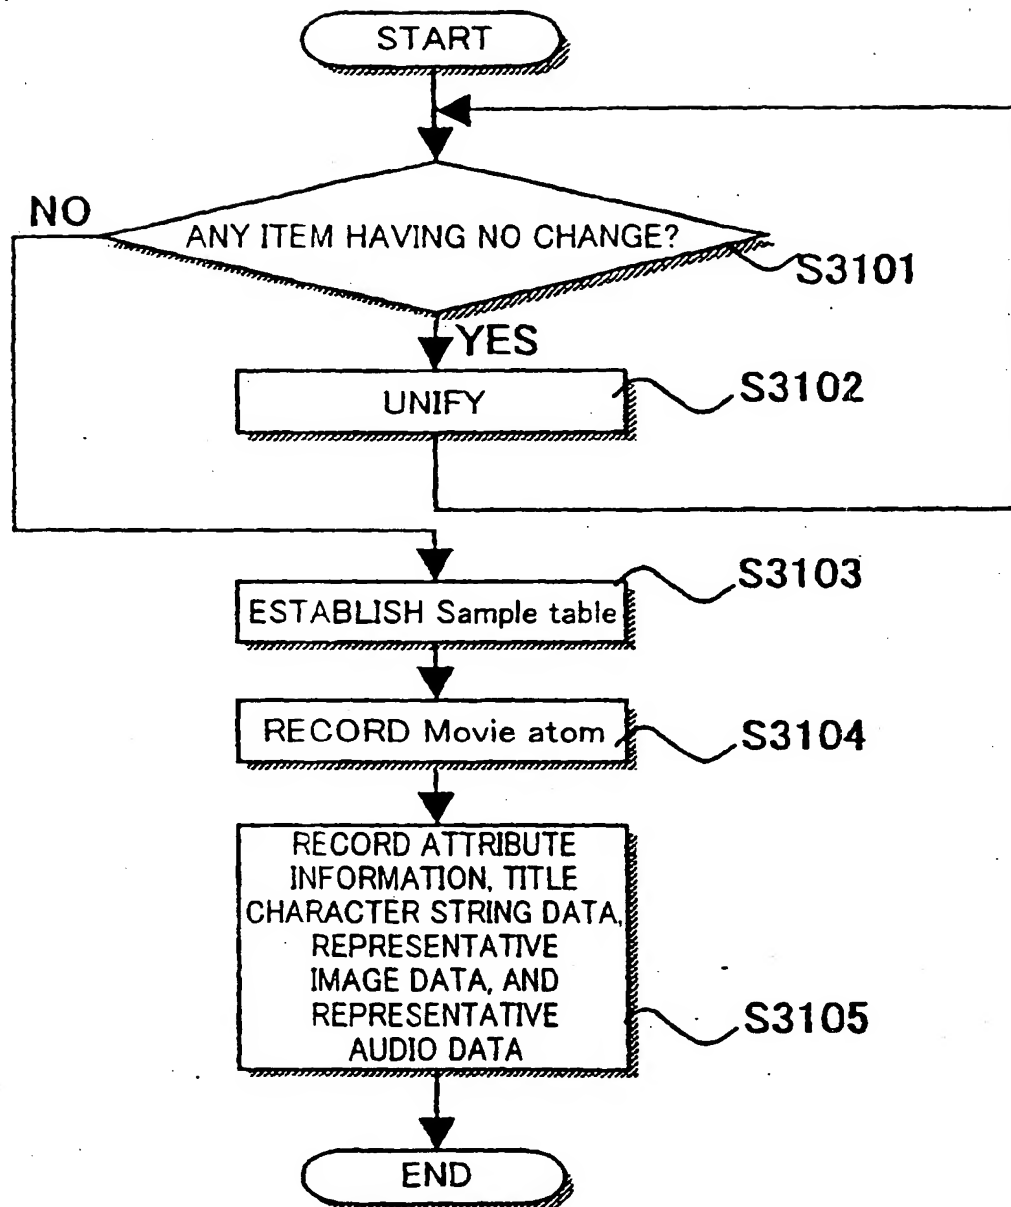 START
NO
ANY ITEM HAVING NO CHANGE?
S3101
YES
UNIFY
S3102
ESTABLISH Sample table
S3103
RECORD Movie atom
S3104
RECORD ATTRIBUTE
INFORMATION, TITLE
CHARACTER STRING DATA,
REPRESENTATIVE
IMAGE DATA, AND
REPRESENTATIVE
AUDIO DATA
S3105
END